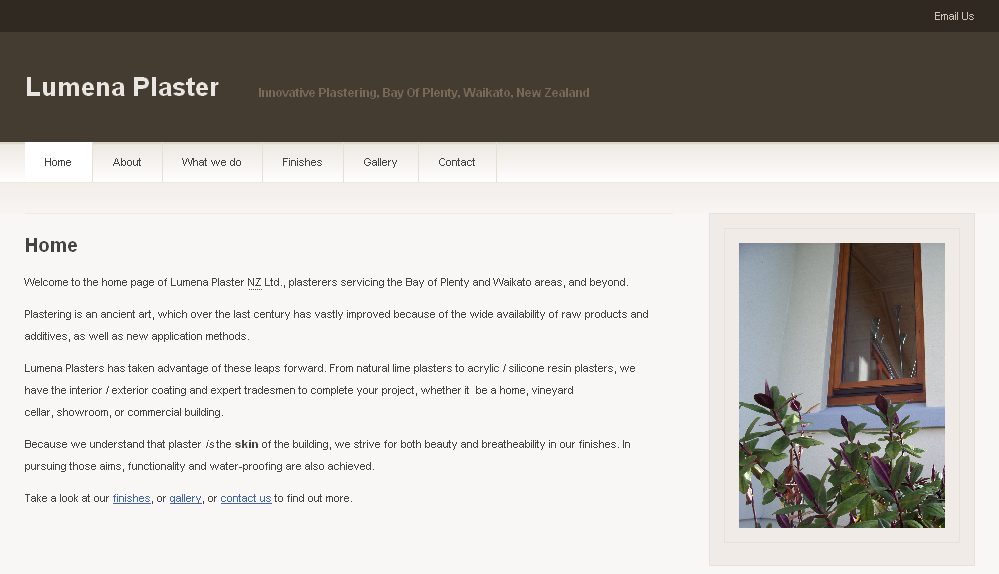 Email Us
Lumena Plaster
Innovative Plastering, Bay Of Plenty, Waikato, New Zealand
Home About What we do Finishes Gallery Contact
Home
Welcome to the home page of Lumena Plaster NZ Ltd., plasterers servicing the Bay of Plenty and Waikato areas, and beyond.
Plastering is an ancient art, which over the last century has vastly improved because of the wide availability of raw products and
additives, as well as new application methods.
Lumena Plasters has taken advantage of these leaps forward. From natural lime plasters to acrylic / silicone resin plasters, we
have the interior / exterior coating and expert tradesmen to complete your project, whether it be a home, vineyard
cellar, showroom, or commercial building.
Because we understand that plaster is the skin of the building, we strive for both beauty and breatheability in our finishes. In
pursuing those aims, functionality and water-proofing are also achieved.
Take a look at our finishes, or gallery, or contact us to find out more.